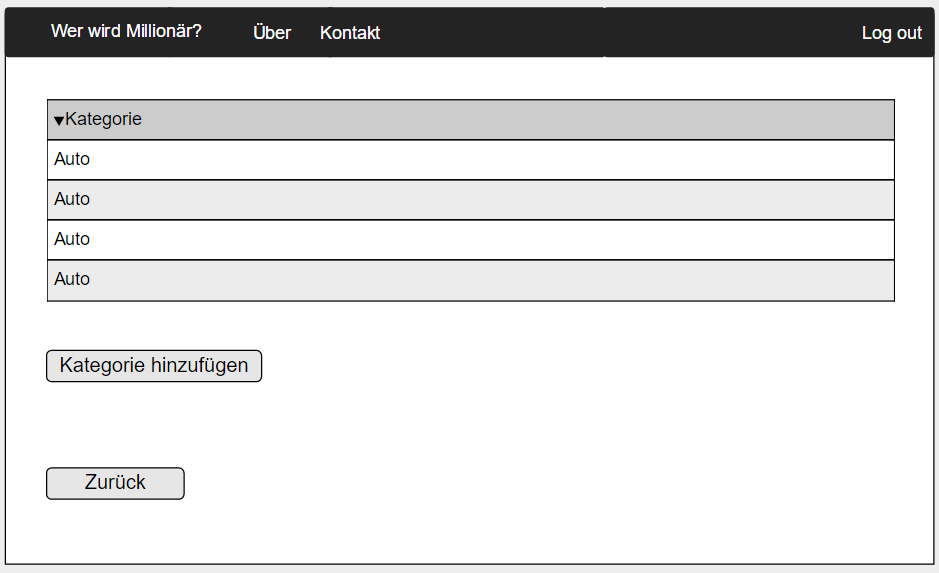 Wer wird Millionär? Über Kontakt Log out
▼Kategorie
Auto
Auto
Auto
Auto
Kategorie hinzufügen
Zurück